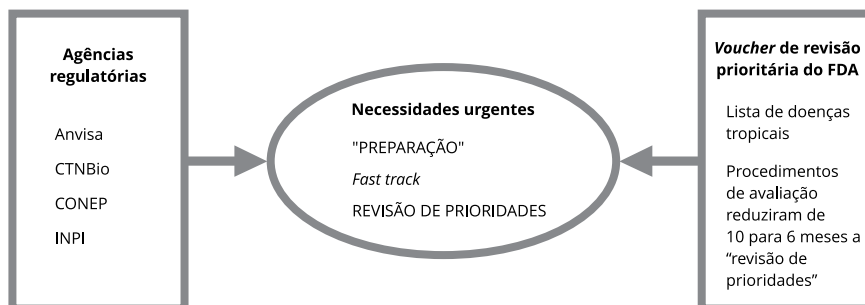 Agências
regulatórias
Anvisa
CTNBio
CONEP
INPI
Necessidades urgentes
"PREPARAÇÃO"
Fast track
REVISÃO DE PRIORIDADES
Voucher de revisão
prioritária do FDA
Lista de doenças
tropicais
Procedimentos
de avaliação
reduziram de
10 para 6 meses a
“revisão de
prioridades”